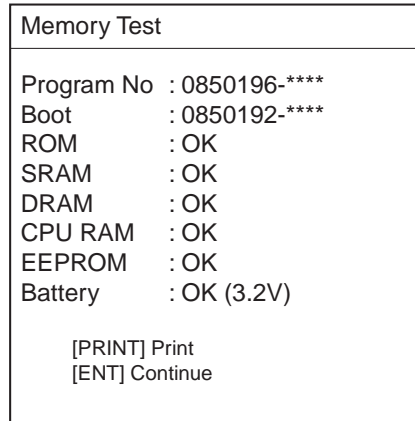 Memory Test
Program No : 0850196-****
Boot : 0850192-****
ROM : OK
SRAM : OK
DRAM : OK
CPU RAM : OK
EEPROM : OK
Battery : OK (3.2V)
[PRINT] Print
[ENT] Continue